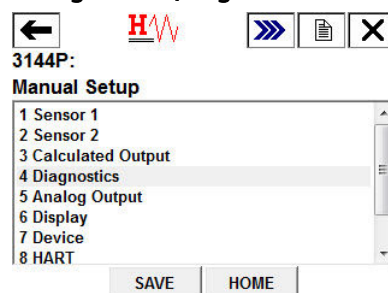 H
3144P:
Manual Setup
1 Sensor 1
2 Sensor 2
3 Calculated Output
4 Diagnostics
5 Analog Output
6 Display
7 Device
8 HART
SAVE HOME